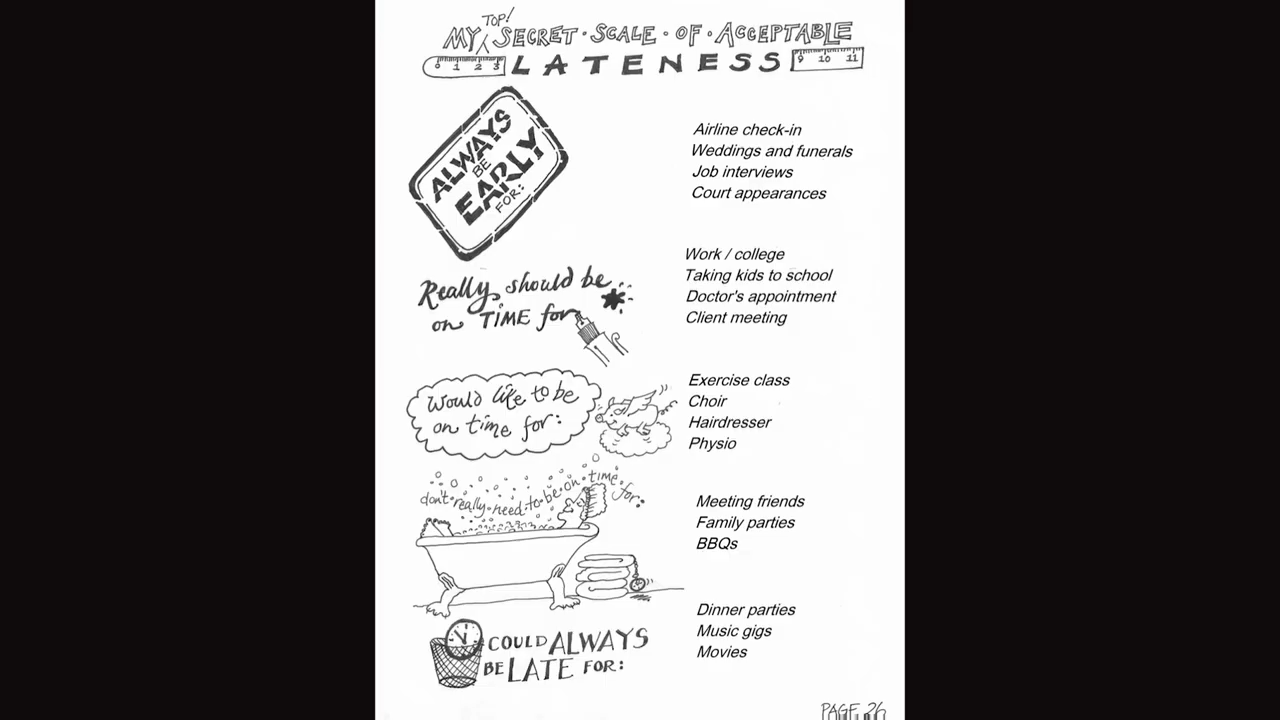 TOP!
MY SECRET · SCALE · OF · ACCEPTABLE
0 1 2 3 LATENESS 9 10 11
ALWAYS
BE
EARLY
FOR:
Airline check-in
Weddings and funerals
Job interviews
Court appearances
Really should be
on TIME for
Work / college
Taking kids to school
Doctor's appointment
Client meeting
Would like to be
on time for:
Exercise class
Choir
Hairdresser
Physio
don't · really · need · to · be · on · time · for:
Meeting friends
Family parties
BBQs
COULD ALWAYS
BE LATE FOR:
Dinner parties
Music gigs
Movies
PAGE 26